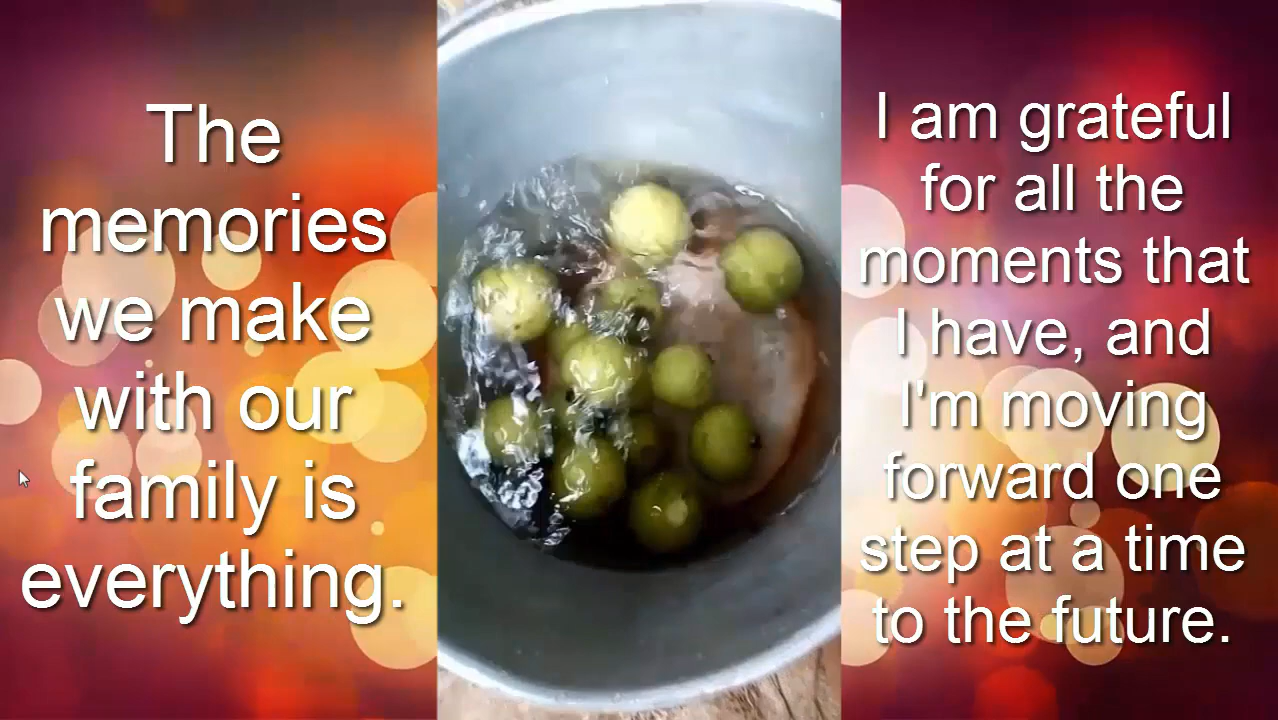 The
memories
we make
with our
family is
everything.
I am grateful
for all the
moments that
I have, and
I'm moving
forward one
step at a time
to the future.